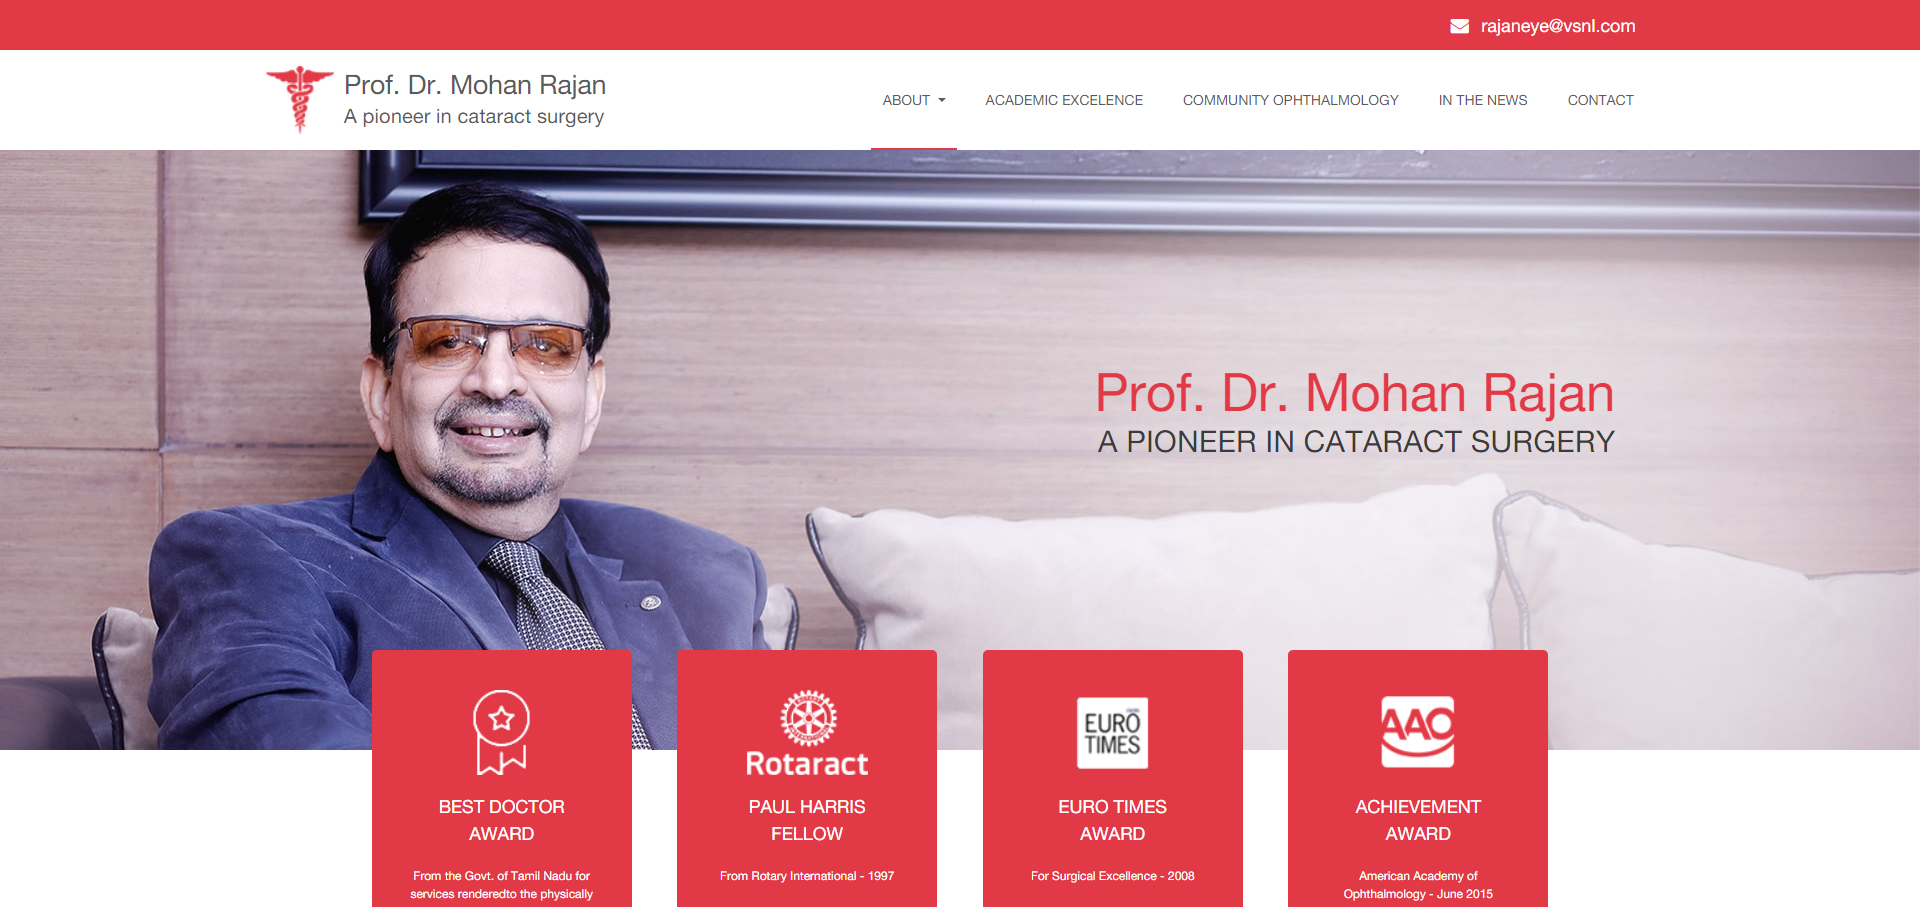 rajaneye@vsnl.com
Prof. Dr. Mohan Rajan
A pioneer in cataract surgery
ABOUT
ACADEMIC EXCELENCE
COMMUNITY OPHTHALMOLOGY
IN THE NEWS
CONTACT
Prof. Dr. Mohan Rajan
A PIONEER IN CATARACT SURGERY
BEST DOCTOR
AWARD
From the Govt. of Tamil Nadu for
services renderedto the physically
Rotaract
PAUL HARRIS
FELLOW
From Rotary International - 1997
EURO
TIMES
EURO TIMES
AWARD
For Surgical Excellence - 2008
AAO
ACHIEVEMENT
AWARD
American Academy of
Ophthalmology - June 2015